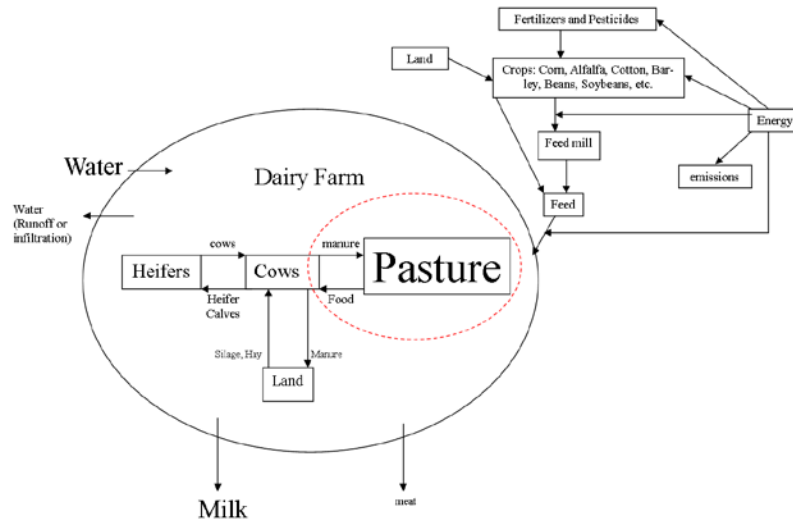 Fertilizers and Pesticides
Land
Crops: Corn, Alfalfa, Cotton, Bar-
ley, Beans, Soybeans, etc.
Energy
Feed mill
emissions
Feed
Water
Dairy Farm
Water
(Runoff or
infiltration)
cows
manure
Heifers
Cows
Pasture
Heifer
Calves
Food
Silage, Hay
Manure
Land
Milk
meat